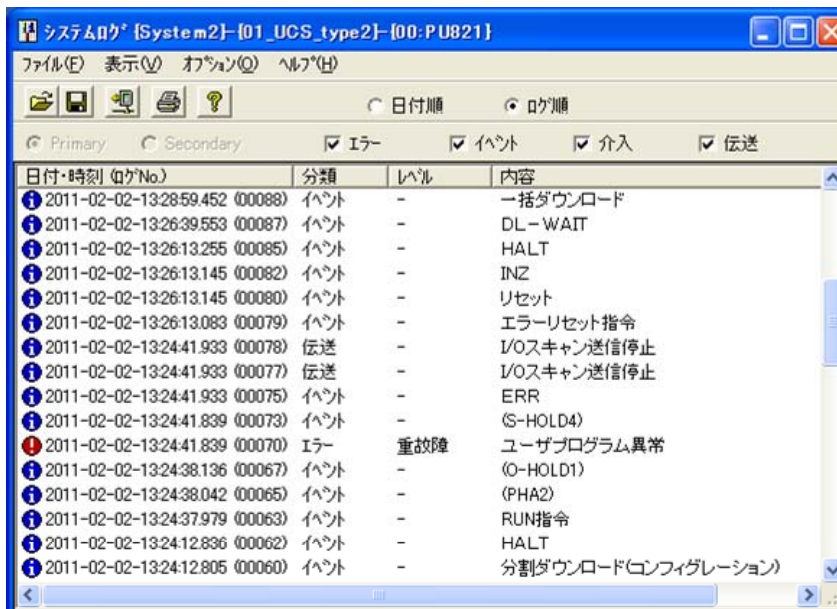 システムログ {System2}-{01_UCS_type2}-{00:PU821}
ファイル(F) 表示(V) オプション(O) ヘルプ(H)
日付順 ログ順
Primary Secondary エラー イベント 介入 伝送
日付・時刻 (ログNo.) 分類 レベル 内容
2011-02-02-13:28:59.452 (00088) イベント - 一括ダウンロード
2011-02-02-13:26:39.553 (00087) イベント - DL-WAIT
2011-02-02-13:26:13.255 (00085) イベント - HALT
2011-02-02-13:26:13.145 (00082) イベント - INZ
2011-02-02-13:26:13.145 (00080) イベント - リセット
2011-02-02-13:26:13.083 (00079) イベント - エラーリセット指令
2011-02-02-13:24:41.933 (00078) 伝送 - I/Oスキャン送信停止
2011-02-02-13:24:41.933 (00077) 伝送 - I/Oスキャン送信停止
2011-02-02-13:24:41.933 (00075) イベント - ERR
2011-02-02-13:24:41.839 (00073) イベント - (S-HOLD4)
2011-02-02-13:24:41.839 (00070) エラー 重故障 ユーザプログラム異常
2011-02-02-13:24:38.136 (00067) イベント - (O-HOLD1)
2011-02-02-13:24:38.042 (00065) イベント - (PHA2)
2011-02-02-13:24:37.979 (00063) イベント - RUN指令
2011-02-02-13:24:12.836 (00062) イベント - HALT
2011-02-02-13:24:12.805 (00060) イベント - 分割ダウンロード(コンフィグレーション)